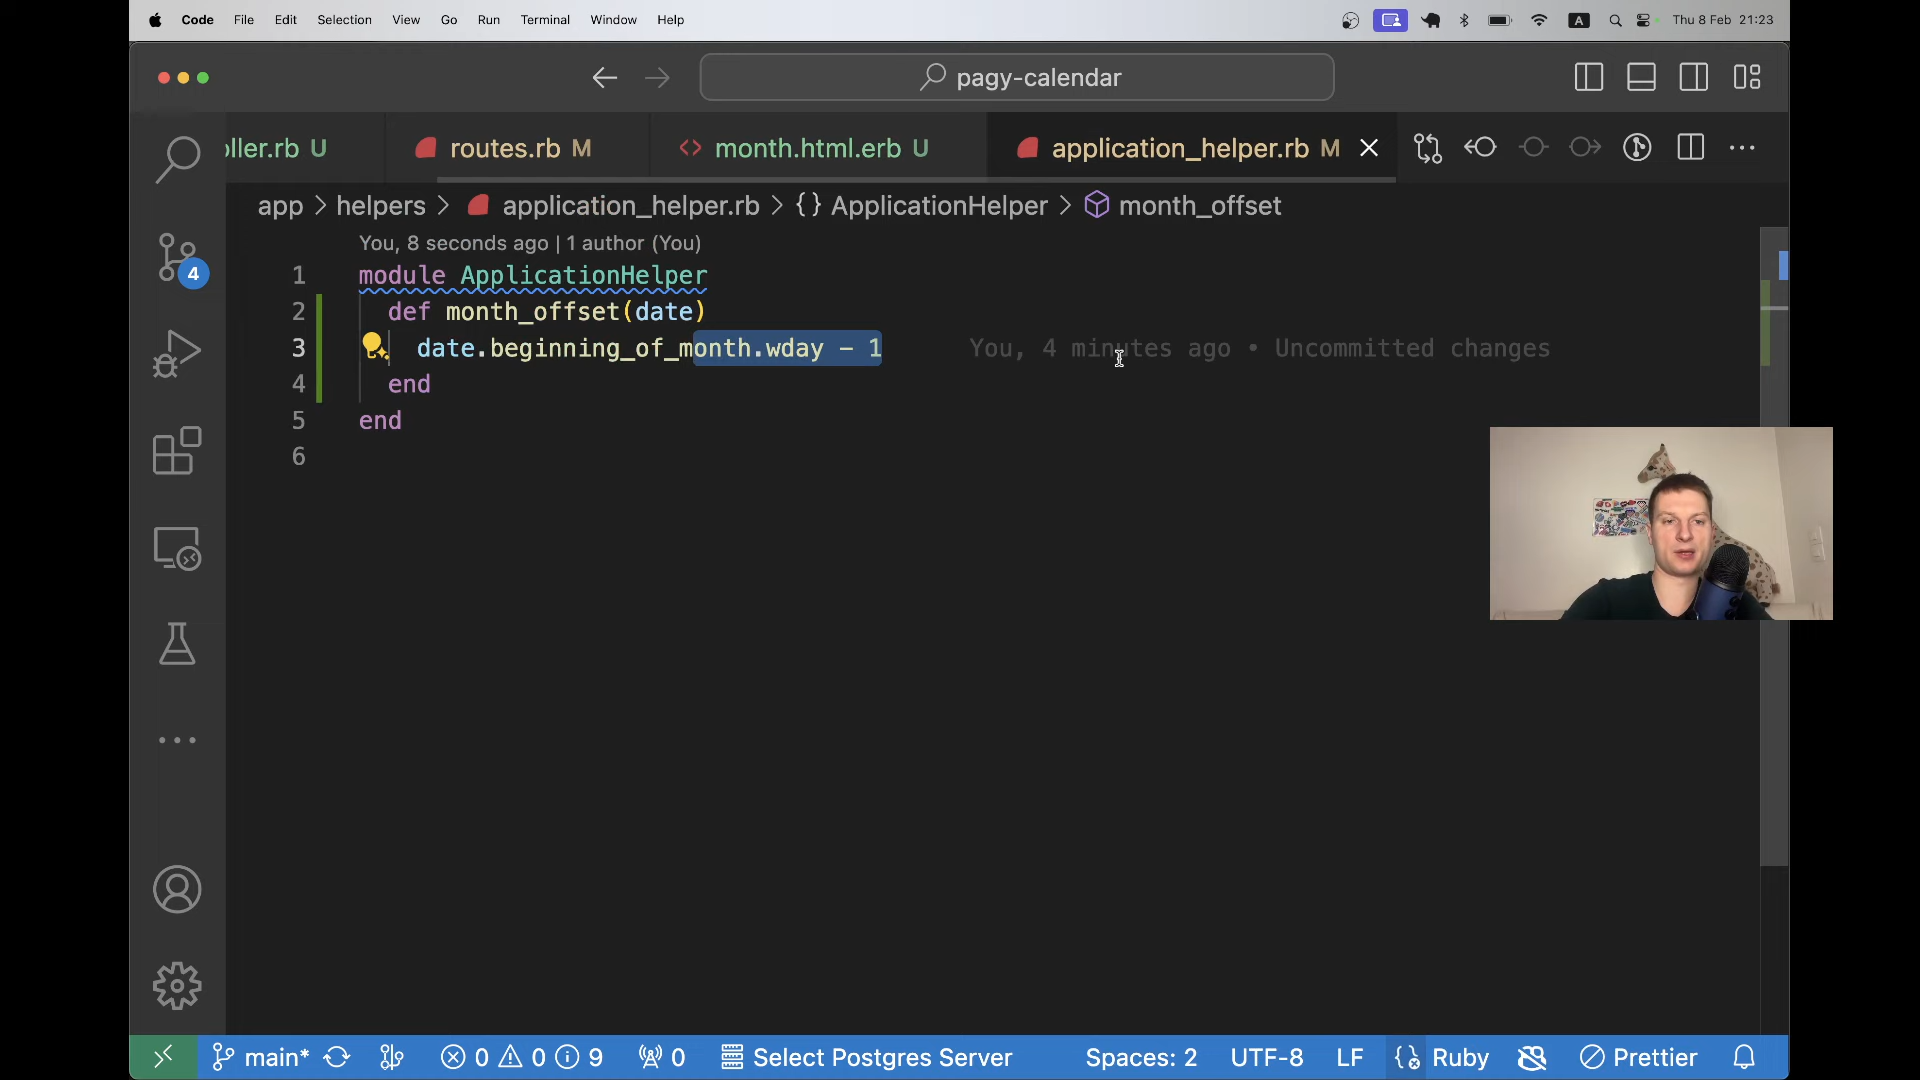 Code File Edit Selection View Go Run Terminal Window Help A Thu 8 Feb 21:23
pagy-calendar
ller.rb U routes.rb M <> month.html.erb U application_helper.rb M
app > helpers > application_helper.rb > {} ApplicationHelper > month_offset
You, 8 seconds ago | 1 author (You)
1 module ApplicationHelper
2 def month_offset(date)
3 date.beginning_of_month.wday - 1 You, 4 minutes ago • Uncommitted changes
4 end
5 end
6
4
main* 0 0 9 0 Select Postgres Server Spaces: 2 UTF-8 LF {} Ruby Prettier